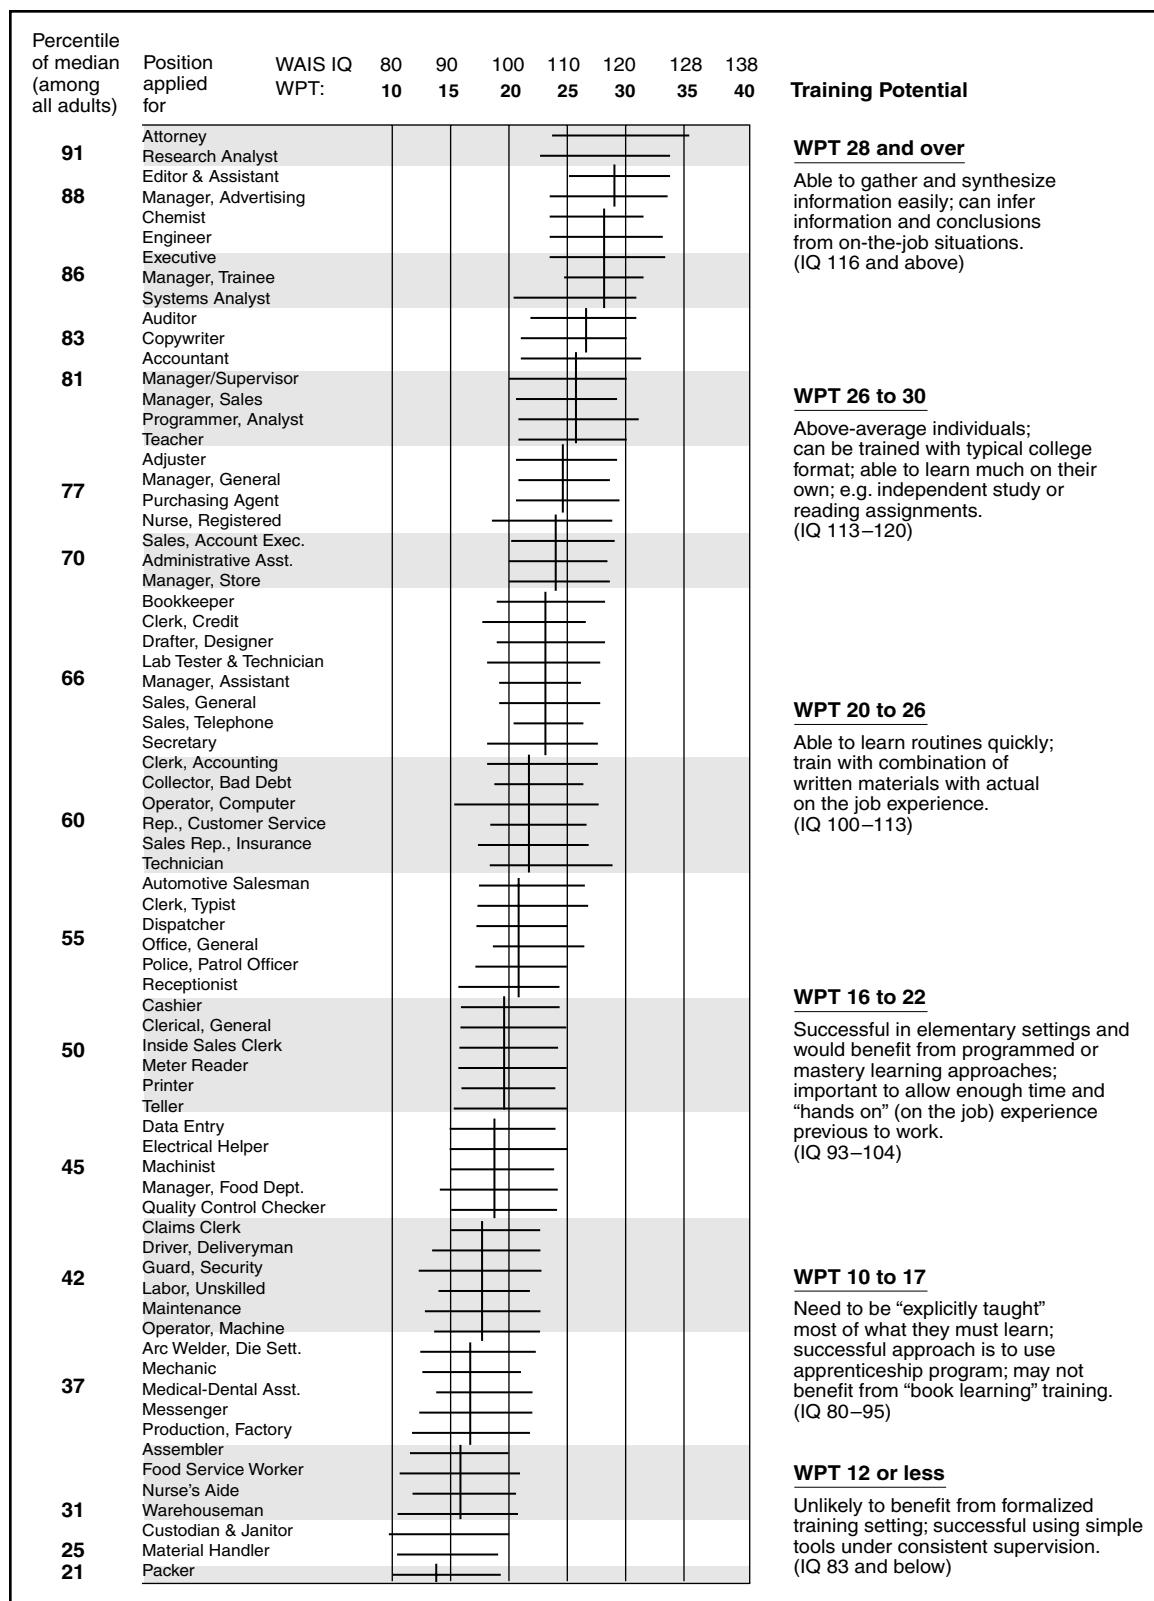 Percentile
of median
(among
all adults)
Position
applied
for
WAIS IQ 80 90 100 110 120 128 138
WPT: 10 15 20 25 30 35 40
Training Potential
91
88
86
83
81
77
70
66
60
55
50
45
42
37
31
25
21
Attorney
Research Analyst
Editor & Assistant
Manager, Advertising
Chemist
Engineer
Executive
Manager, Trainee
Systems Analyst
Auditor
Copywriter
Accountant
Manager/Supervisor
Manager, Sales
Programmer, Analyst
Teacher
Adjuster
Manager, General
Purchasing Agent
Nurse, Registered
Sales, Account Exec.
Administrative Asst.
Manager, Store
Bookkeeper
Clerk, Credit
Drafter, Designer
Lab Tester & Technician
Manager, Assistant
Sales, General
Sales, Telephone
Secretary
Clerk, Accounting
Collector, Bad Debt
Operator, Computer
Rep., Customer Service
Sales Rep., Insurance
Technician
Automotive Salesman
Clerk, Typist
Dispatcher
Office, General
Police, Patrol Officer
Receptionist
Cashier
Clerical, General
Inside Sales Clerk
Meter Reader
Printer
Teller
Data Entry
Electrical Helper
Machinist
Manager, Food Dept.
Quality Control Checker
Claims Clerk
Driver, Deliveryman
Guard, Security
Labor, Unskilled
Maintenance
Operator, Machine
Arc Welder, Die Sett.
Mechanic
Medical-Dental Asst.
Messenger
Production, Factory
Assembler
Food Service Worker
Nurse's Aide
Warehouseman
Custodian & Janitor
Material Handler
Packer
WPT 28 and over
Able to gather and synthesize
information easily; can infer
information and conclusions
from on-the-job situations.
(IQ 116 and above)
WPT 26 to 30
Above-average individuals;
can be trained with typical college
format; able to learn much on their
own; e.g. independent study or
reading assignments.
(IQ 113–120)
WPT 20 to 26
Able to learn routines quickly;
train with combination of
written materials with actual
on the job experience.
(IQ 100–113)
WPT 16 to 22
Successful in elementary settings and
would benefit from programmed or
mastery learning approaches;
important to allow enough time and
“hands on” (on the job) experience
previous to work.
(IQ 93–104)
WPT 10 to 17
Need to be “explicitly taught”
most of what they must learn;
successful approach is to use
apprenticeship program; may not
benefit from “book learning” training.
(IQ 80–95)
WPT 12 or less
Unlikely to benefit from formalized
training setting; successful using simple
tools under consistent supervision.
(IQ 83 and below)